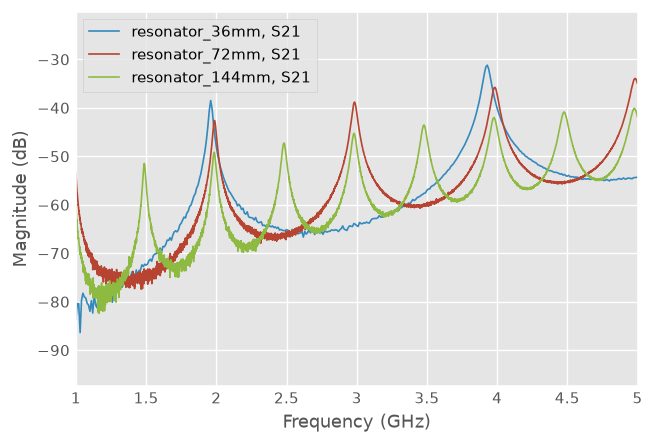 resonator_36mm, S21
resonator_72mm, S21
resonator_144mm, S21
−30
−40
−50
−60
−70
−80
−90
Magnitude (dB)
1 1.5 2 2.5 3 3.5 4 4.5 5
Frequency (GHz)